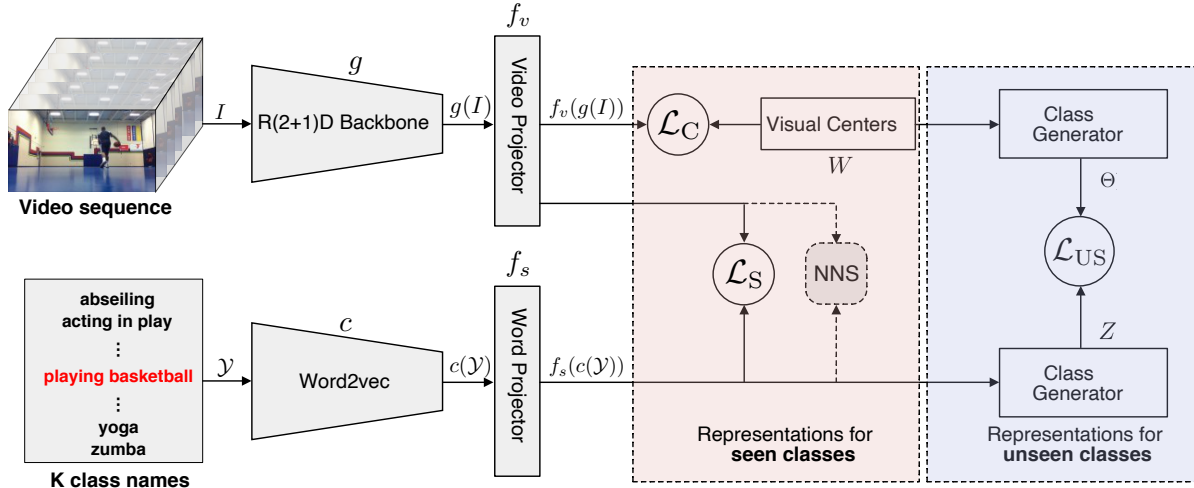 f_v
g
I
R(2+1)D Backbone
g(I)
Video Projector
f_v(g(I))
ℒ_C
Visual Centers
W
Class
Generator
Θ
Video sequence
ℒ_S
NNS
ℒ_US
f_s
abseiling
acting in play
⋮
playing basketball
⋮
yoga
zumba
𝒴
c
Word2vec
c(𝒴)
Word Projector
f_s(c(𝒴))
Z
Class
Generator
Representations for
seen classes
Representations for
unseen classes
K class names